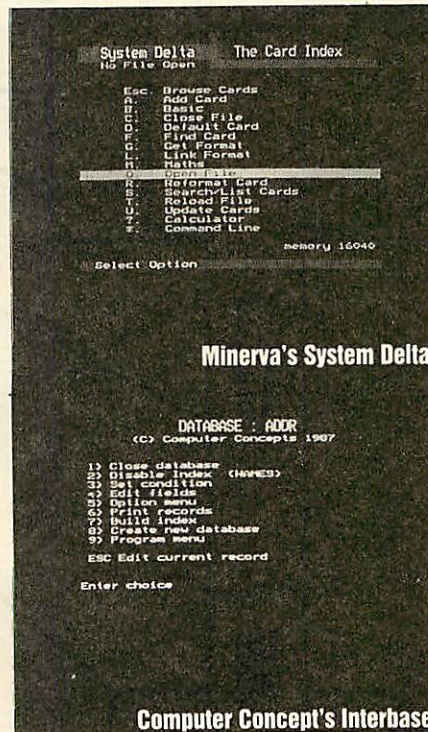 System Delta The Card Index
No File Open
Esc. Browse Cards
A. Add Card
B. Basic
C. Close File
D. Default Card
F. Find Card
G. Get Format
L. Link Format
M. Maths
O. Open File
R. Reformat Card
S. Search/List Cards
T. Reload File
U. Update Cards
?. Calculator
*. Command Line
memory 16040
Select Option
Minerva's System Delta
DATABASE : ADDR
(C) Computer Concepts 1987
1) Close database
2) Disable Index (NAMES)
3) Set condition
4) Edit fields
5) Option menu
6) Print records
7) Build index
8) Create new database
9) Program menu
ESC Edit current record
Enter choice
Computer Concept's Interbase